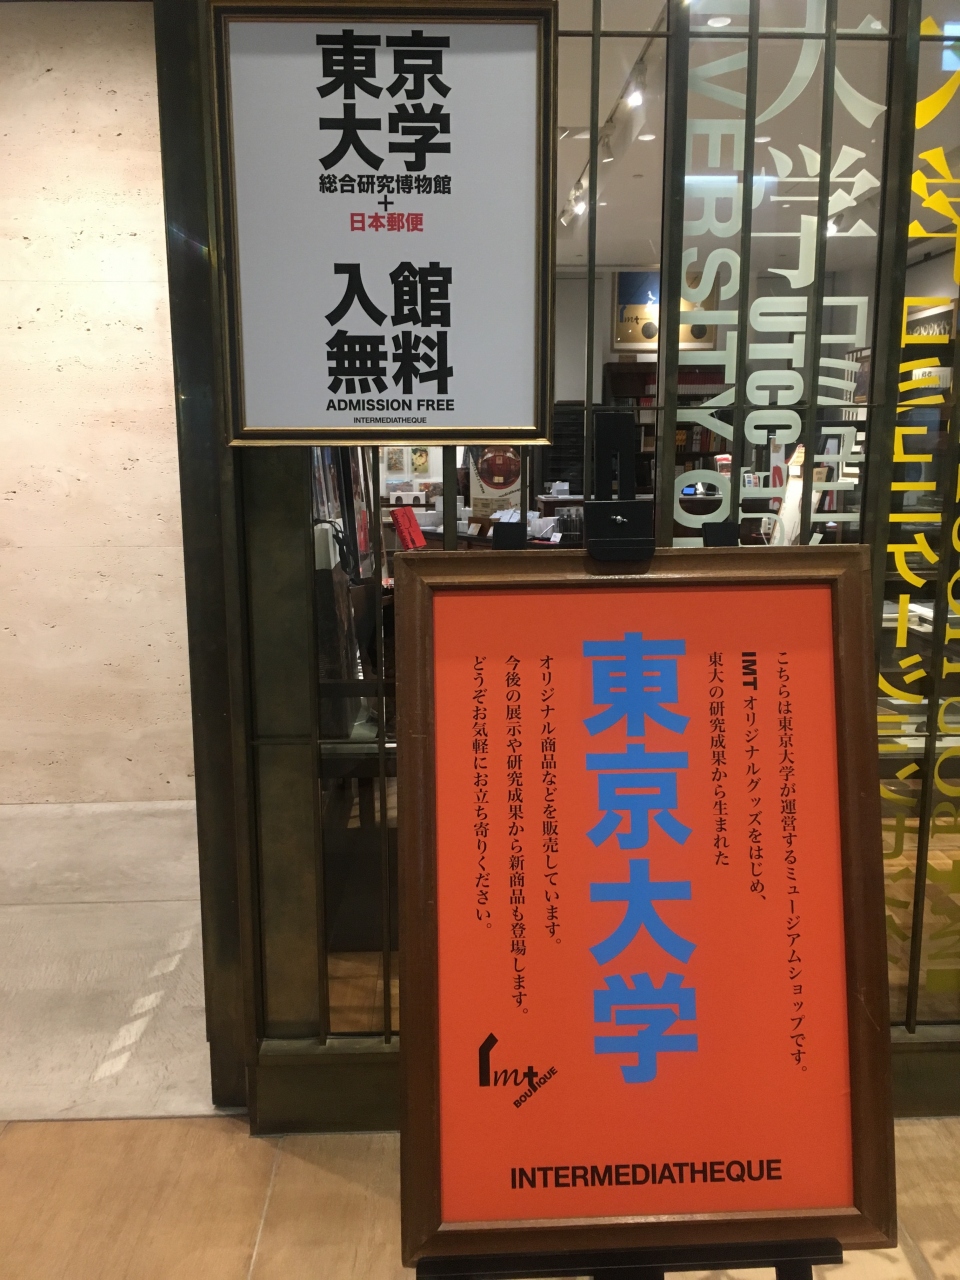 東京
大学
総合研究博物館
+
日本郵便
入館
無料
ADMISSION FREE
INTERMEDIATHEQUE
VERSITY O
大学
UTCC
こちらは東京大学が運営するミュージアムショップです。
IMT オリジナルグッズをはじめ、
東大の研究成果から生まれた
東京大学
オリジナル商品などを販売しています。
今後の展示や研究成果から新商品も登場します。
どうぞお気軽にお立ち寄りください。
Imt
BOUTIQUE
INTERMEDIATHEQUE